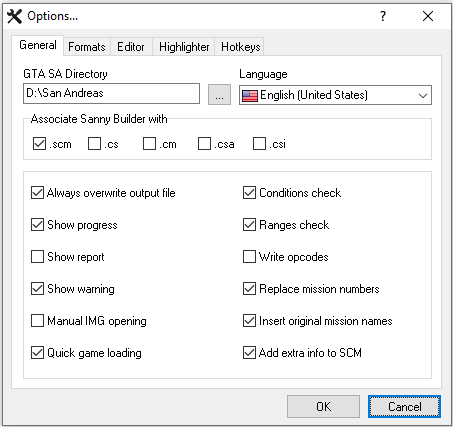 Options...
?
General Formats Editor Highlighter Hotkeys
GTA SA Directory Language
D:\San Andreas ... English (United States)
Associate Sanny Builder with
.scm .cs .cm .csa .csi
Always overwrite output file Conditions check
Show progress Ranges check
Show report Write opcodes
Show warning Replace mission numbers
Manual IMG opening Insert original mission names
Quick game loading Add extra info to SCM
OK Cancel